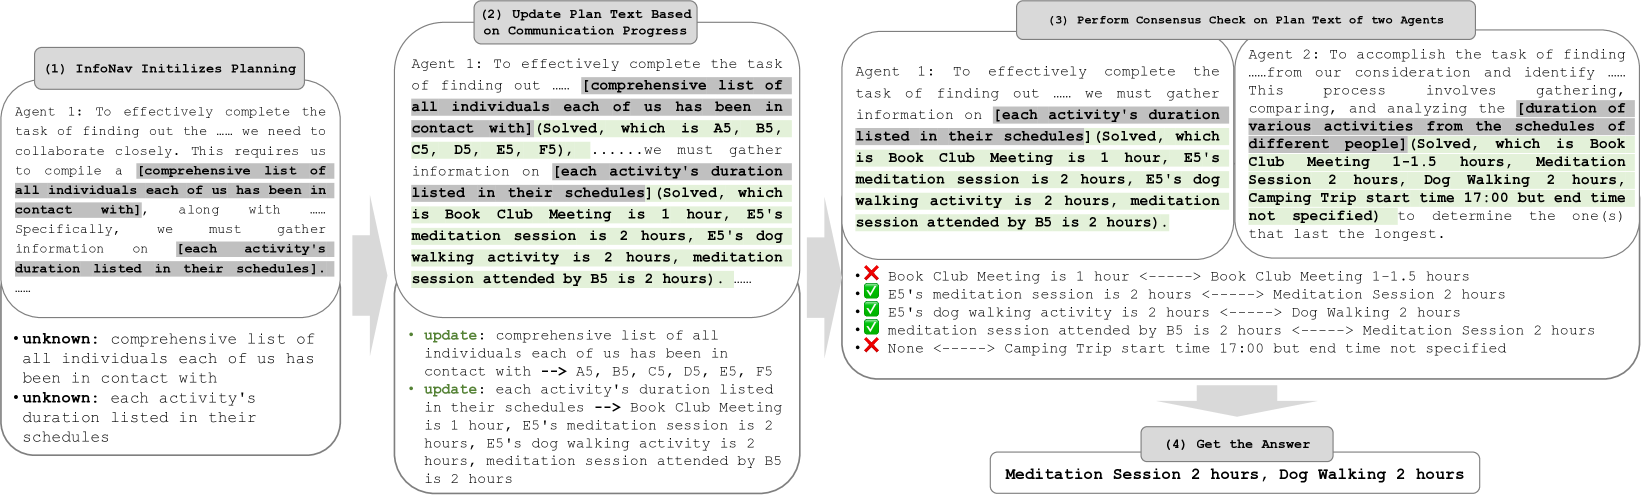 (1) InfoNav Initilizes Planning
Agent 1: To effectively complete the
task of finding out the …… we need to
collaborate closely. This requires us
to compile a [comprehensive list of
all individuals each of us has been in
contact with], along with ……
Specifically, we must gather
information on [each activity's
duration listed in their schedules].
……
•unknown: comprehensive list of
all individuals each of us has
been in contact with
•unknown: each activity's
duration listed in their
schedules
(2) Update Plan Text Based
on Communication Progress
Agent 1: To effectively complete the task
of finding out …… [comprehensive list of
all individuals each of us has been in
contact with](Solved, which is A5, B5,
C5, D5, E5, F5), ......we must gather
information on [each activity's duration
listed in their schedules](Solved, which
is Book Club Meeting is 1 hour, E5's
meditation session is 2 hours, E5's dog
walking activity is 2 hours, meditation
session attended by B5 is 2 hours). ……
• update: comprehensive list of all
individuals each of us has been in
contact with --> A5, B5, C5, D5, E5, F5
• update: each activity's duration listed
in their schedules --> Book Club Meeting
is 1 hour, E5's meditation session is 2
hours, E5's dog walking activity is 2
hours, meditation session attended by B5
is 2 hours
(3) Perform Consensus Check on Plan Text of two Agents
Agent 1: To effectively complete the
task of finding out …… we must gather
information on [each activity's duration
listed in their schedules](Solved, which
is Book Club Meeting is 1 hour, E5's
meditation session is 2 hours, E5's dog
walking activity is 2 hours, meditation
session attended by B5 is 2 hours).
Agent 2: To accomplish the task of finding
……from our consideration and identify ……
This process involves gathering,
comparing, and analyzing the [duration of
various activities from the schedules of
different people](Solved, which is Book
Club Meeting 1-1.5 hours, Meditation
Session 2 hours, Dog Walking 2 hours,
Camping Trip start time 17:00 but end time
not specified) to determine the one(s)
that last the longest.
•❌ Book Club Meeting is 1 hour <-----> Book Club Meeting 1-1.5 hours
•✅ E5's meditation session is 2 hours <-----> Meditation Session 2 hours
•✅ E5's dog walking activity is 2 hours <-----> Dog Walking 2 hours
•✅ meditation session attended by B5 is 2 hours <-----> Meditation Session 2 hours
•❌ None <-----> Camping Trip start time 17:00 but end time not specified
(4) Get the Answer
Meditation Session 2 hours, Dog Walking 2 hours